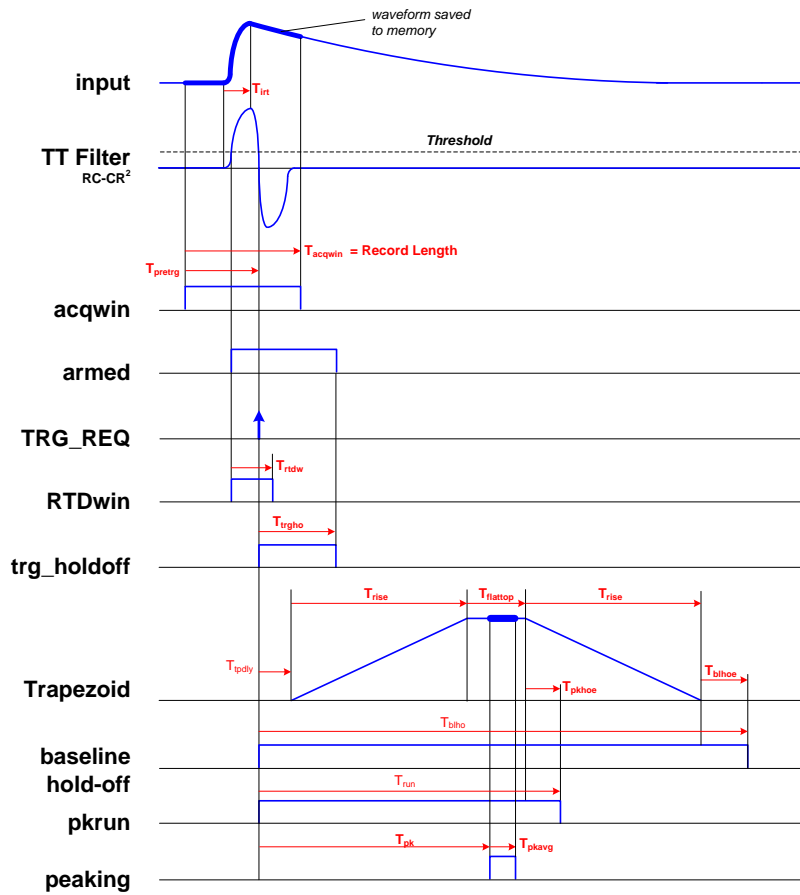 waveform saved
to memory
input
Tirt
Threshold
TT Filter
RC-CR²
Tacqwin = Record Length
Tpretrg
acqwin
armed
TRG_REQ
Trtdw
RTDwin
Ttrgho
trg_holdoff
Trise
Tflattop
Trise
Ttpdly
Tblhoe
Trapezoid
Tpkhoe
Tblho
baseline
hold-off
Trun
pkrun
Tpk
Tpkavg
peaking